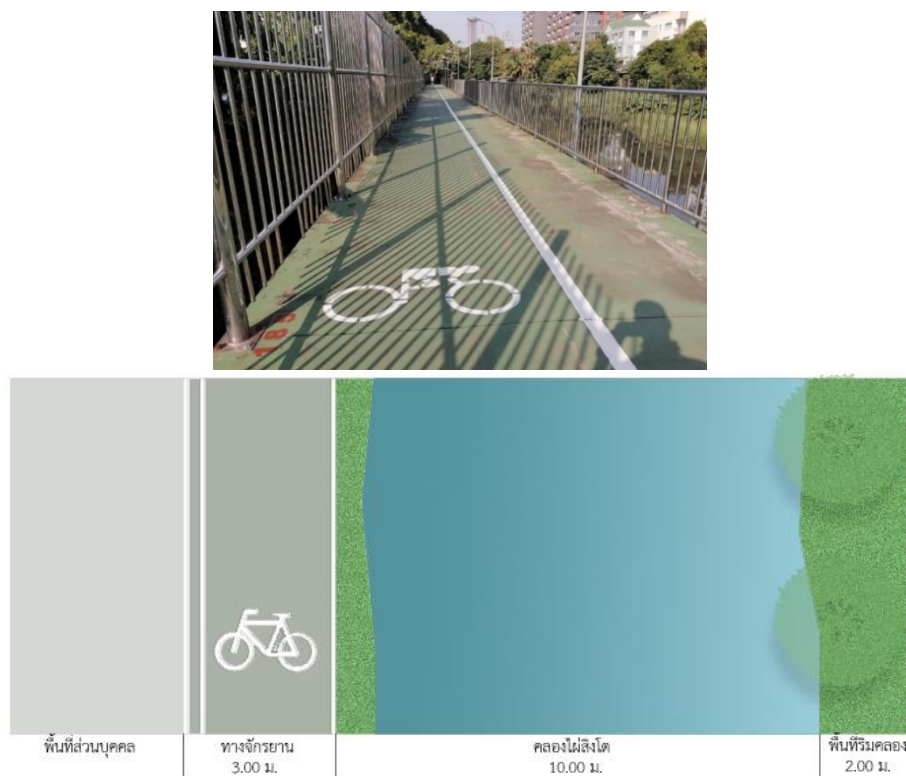 พื้นที่ส่วนบุคคล
ทางจักรยาน
3.00 ม.
คลองไผ่สิงโต
10.00 ม.
พื้นที่ริมคลอง
2.00 ม.